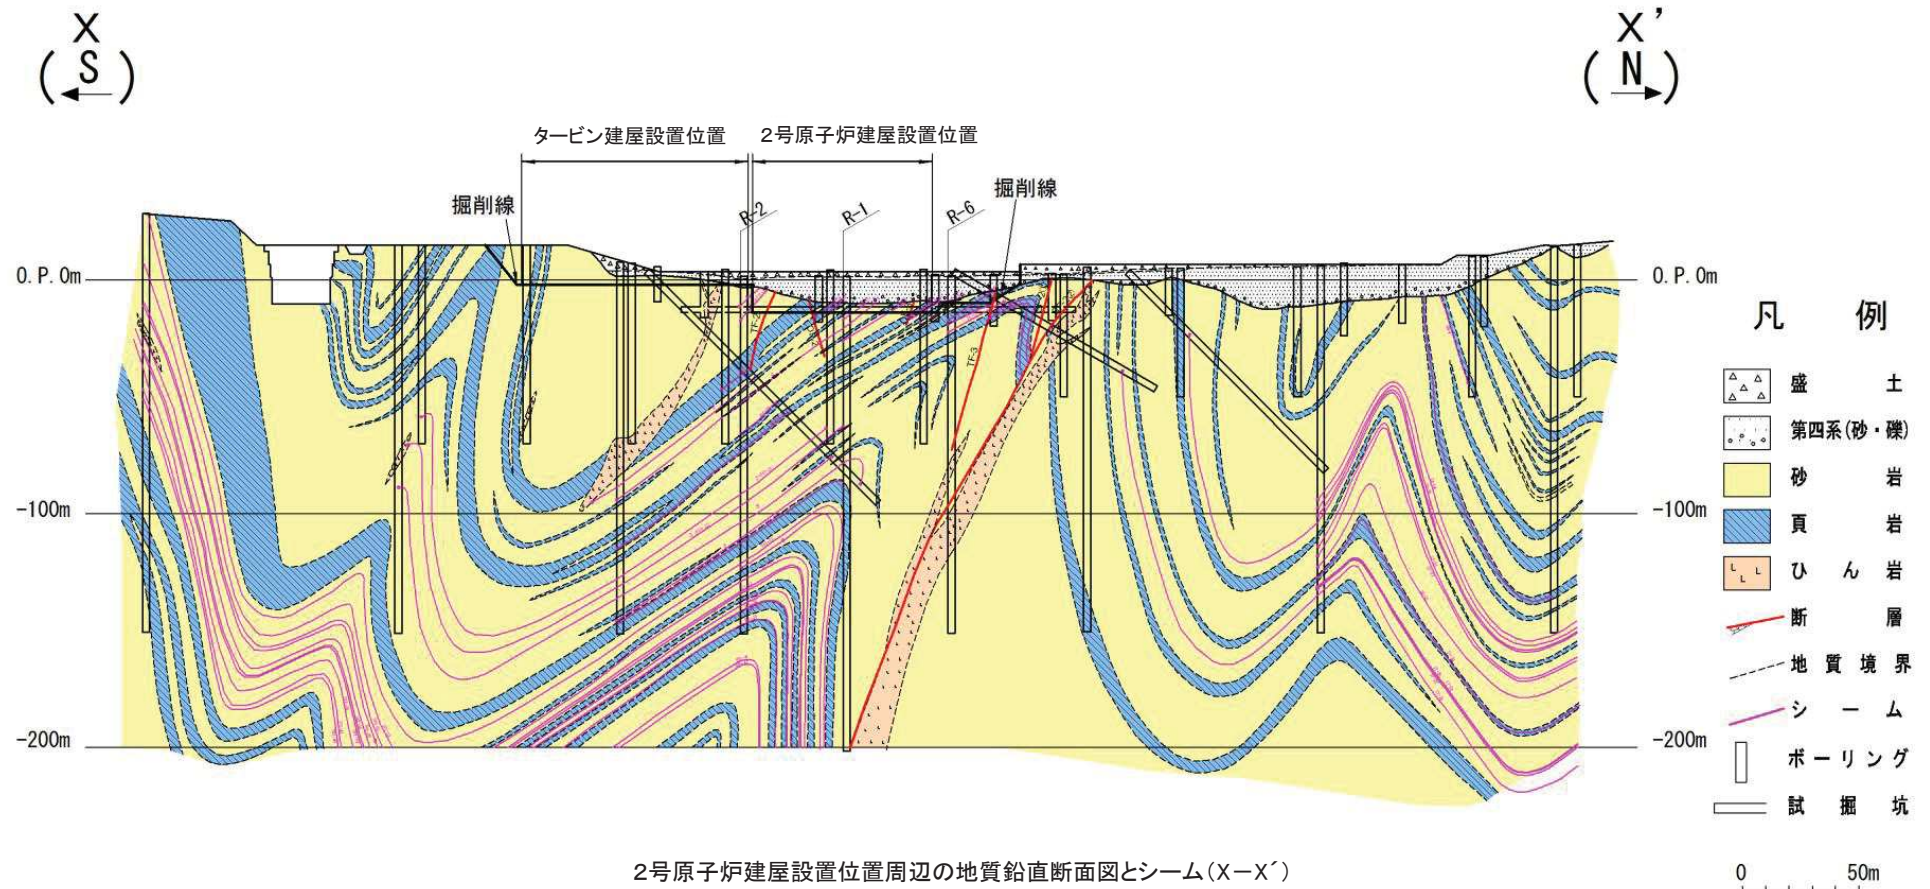 X
(S)
X’
(N)
タービン建屋設置位置
2号原子炉建屋設置位置
掘削線
掘削線
R-2
R-1
R-6
O.P.0m
O.P.0m
TF-3
-100m
-100m
-200m
-200m
凡 例
盛 土
第四系(砂・礫)
砂 岩
頁 岩
ひ ん 岩
断 層
地 質 境 界
シ ー ム
ボ ー リ ン グ
試 掘 坑
0 50m
2号原子炉建屋設置位置周辺の地質鉛直断面図とシーム(X−X´)